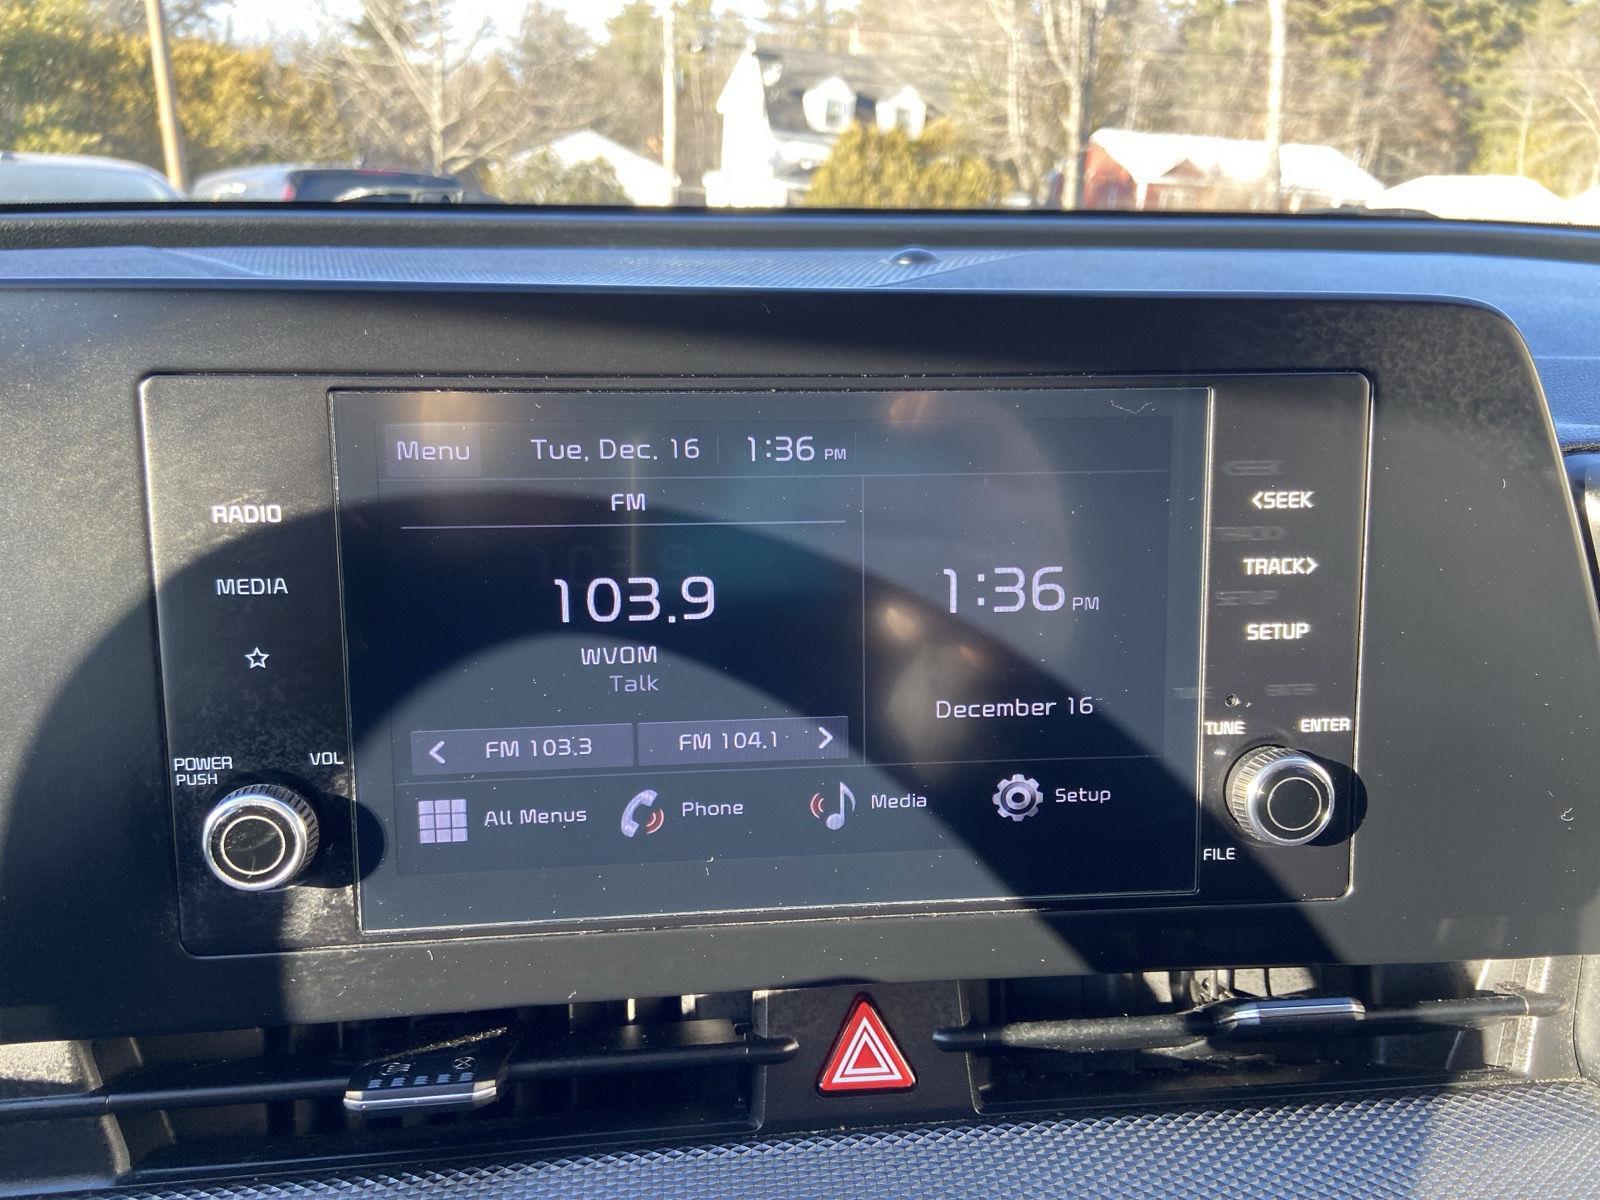 Menu
Tue, Dec. 16
1:36 PM
FM
103.9
WVOM
Talk
FM 103.3
FM 104.1
1:36 PM
December 16
All Menus
Phone
Media
Setup
RADIO
MEDIA
POWER
PUSH
VOL
<SEEK
TRACK>
SETUP
TUNE
ENTER
FILE